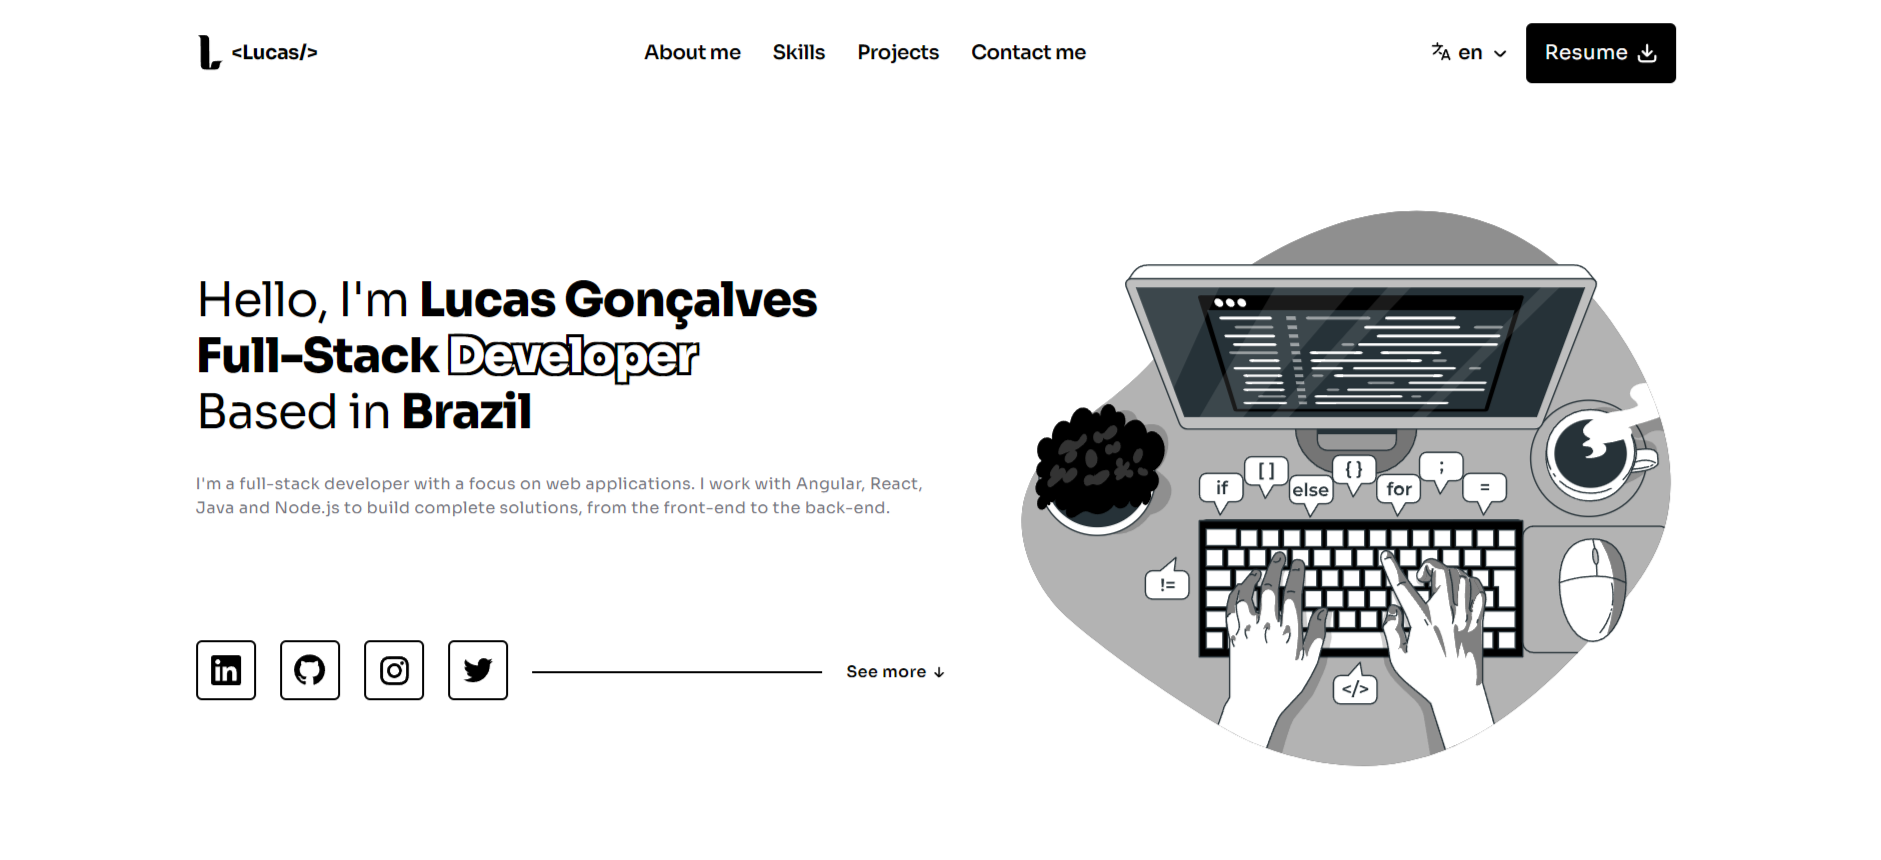 <Lucas/>
About me
Skills
Projects
Contact me
en
Resume
Hello, I'm Lucas Gonçalves
Full-Stack Developer
Based in Brazil
I'm a full-stack developer with a focus on web applications. I work with Angular, React,
Java and Node.js to build complete solutions, from the front-end to the back-end.
See more ↓
if
[ ]
else
{ }
for
;
=
!=
</>